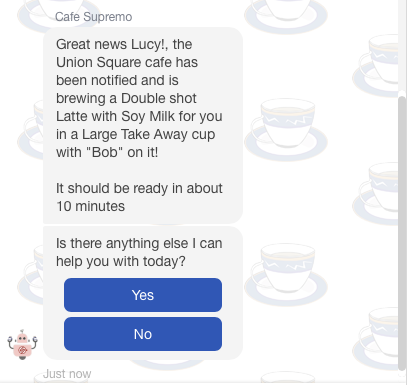 Cafe Supremo
Great news Lucy!, the
Union Square cafe has
been notified and is
brewing a Double shot
Latte with Soy Milk for you
in a Large Take Away cup
with "Bob" on it!
It should be ready in about
10 minutes
Is there anything else I can
help you with today?
Yes
No
Just now